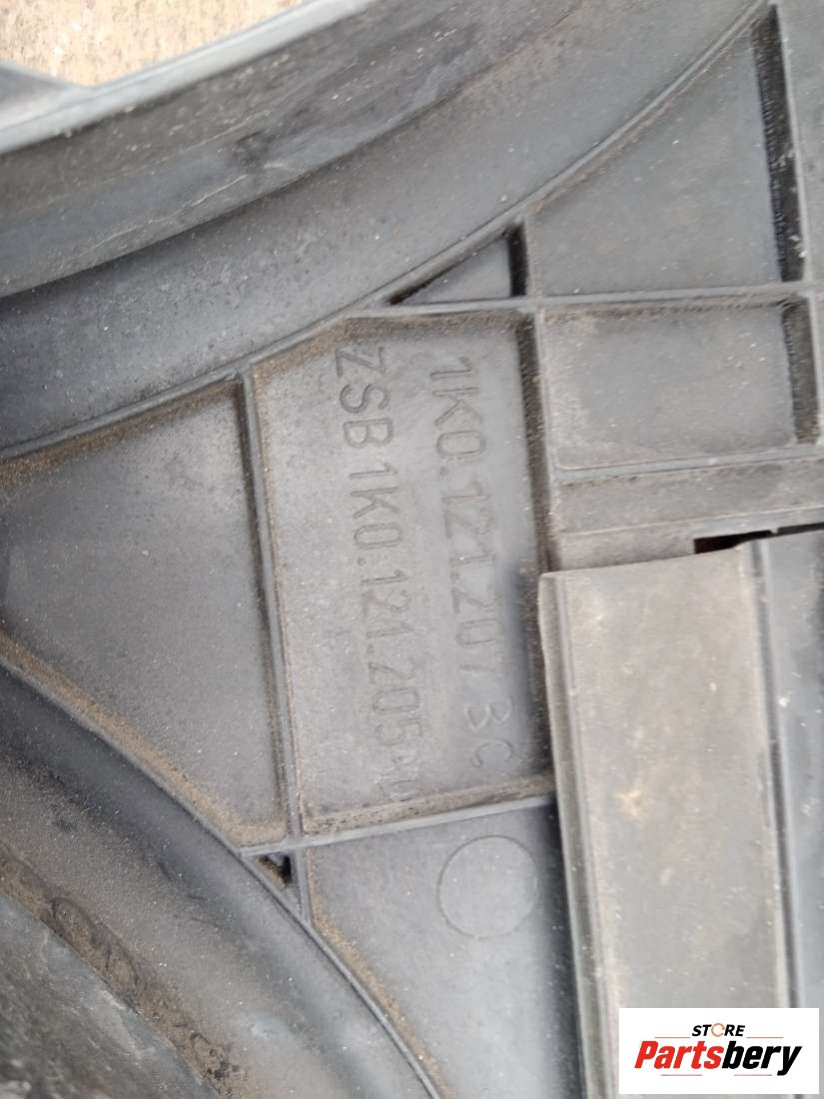 1K0.121.207 BC
ZSB 1K0.121.205
STORE
Partsbery